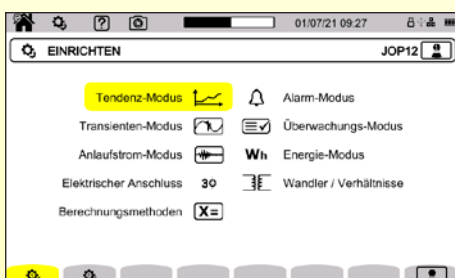 01/07/21 09:27
EINRICHTEN JOP12
Tendenz-Modus Alarm-Modus
Transienten-Modus Überwachungs-Modus
Anlaufstrom-Modus Wh Energie-Modus
Elektrischer Anschluss 3Φ Wandler / Verhältnisse
Berechnungsmethoden X=